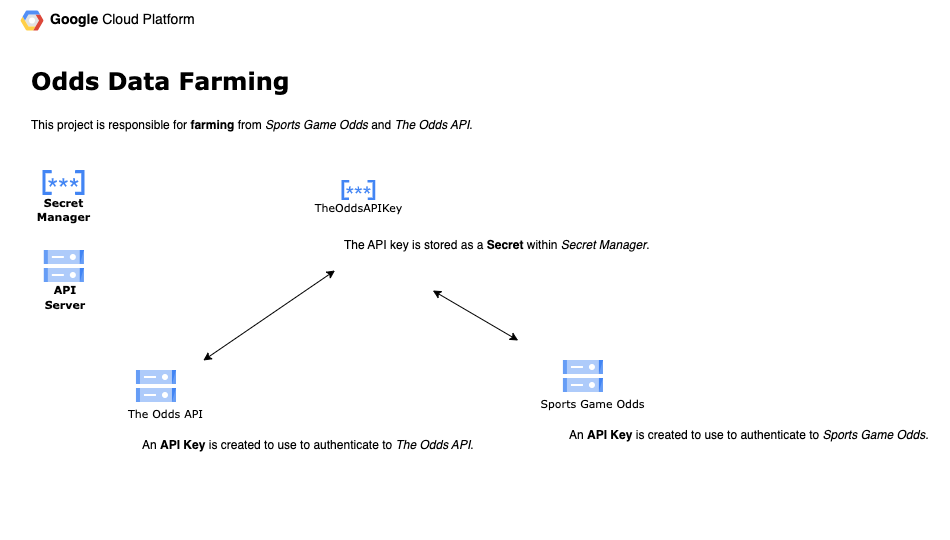 Google Cloud Platform
Odds Data Farming
This project is responsible for farming from Sports Game Odds and The Odds API.
[***]
Secret
Manager
[***]
TheOddsAPIKey
The API key is stored as a Secret within Secret Manager.
API
Server
The Odds API
Sports Game Odds
An API Key is created to use to authenticate to The Odds API.
An API Key is created to use to authenticate to Sports Game Odds.